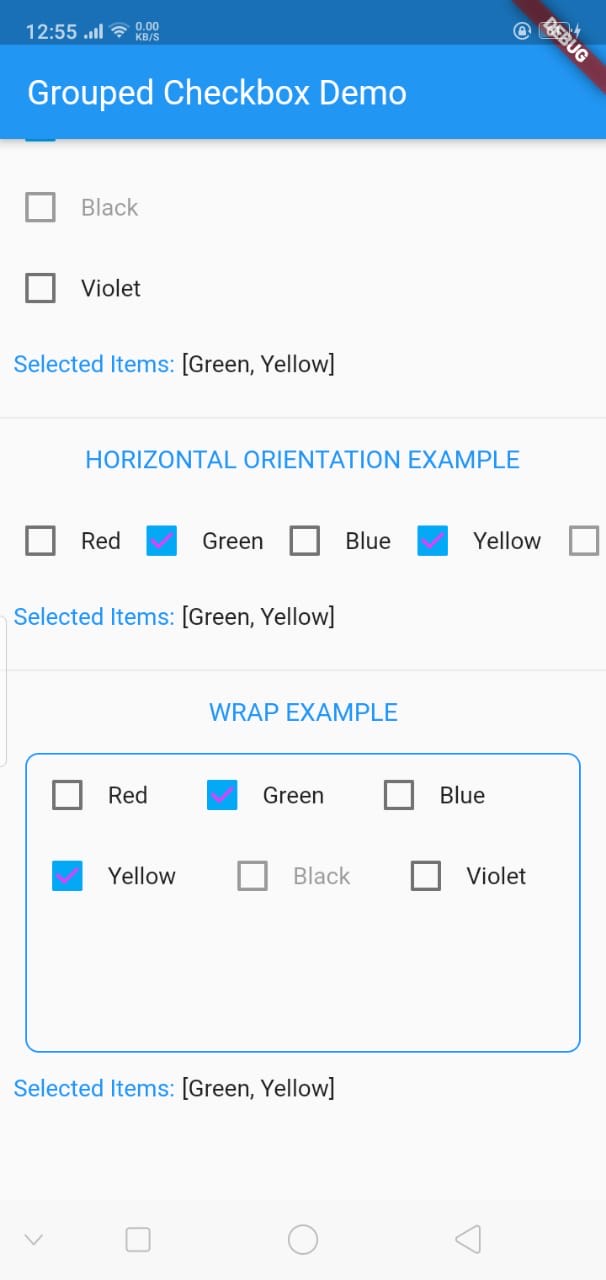 12:55 0.00
KB/S
DEBUG
Grouped Checkbox Demo
Black
Violet
Selected Items: [Green, Yellow]
HORIZONTAL ORIENTATION EXAMPLE
Red Green Blue Yellow
Selected Items: [Green, Yellow]
WRAP EXAMPLE
Red Green Blue
Yellow Black Violet
Selected Items: [Green, Yellow]